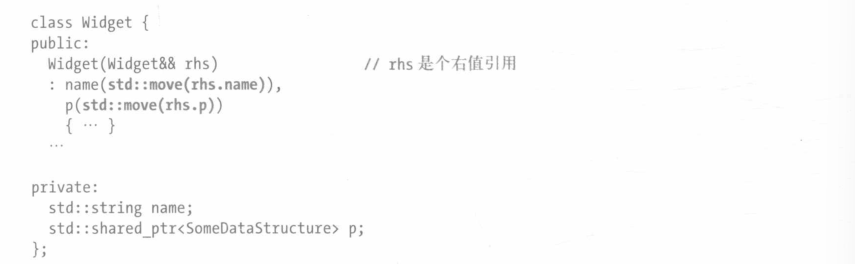 class Widget {
public:
  Widget(Widget&& rhs)                // rhs 是个右值引用
  : name(std::move(rhs.name)),
    p(std::move(rhs.p))
    { … }
  …
private:
  std::string name;
  std::shared_ptr<SomeDataStructure> p;
};